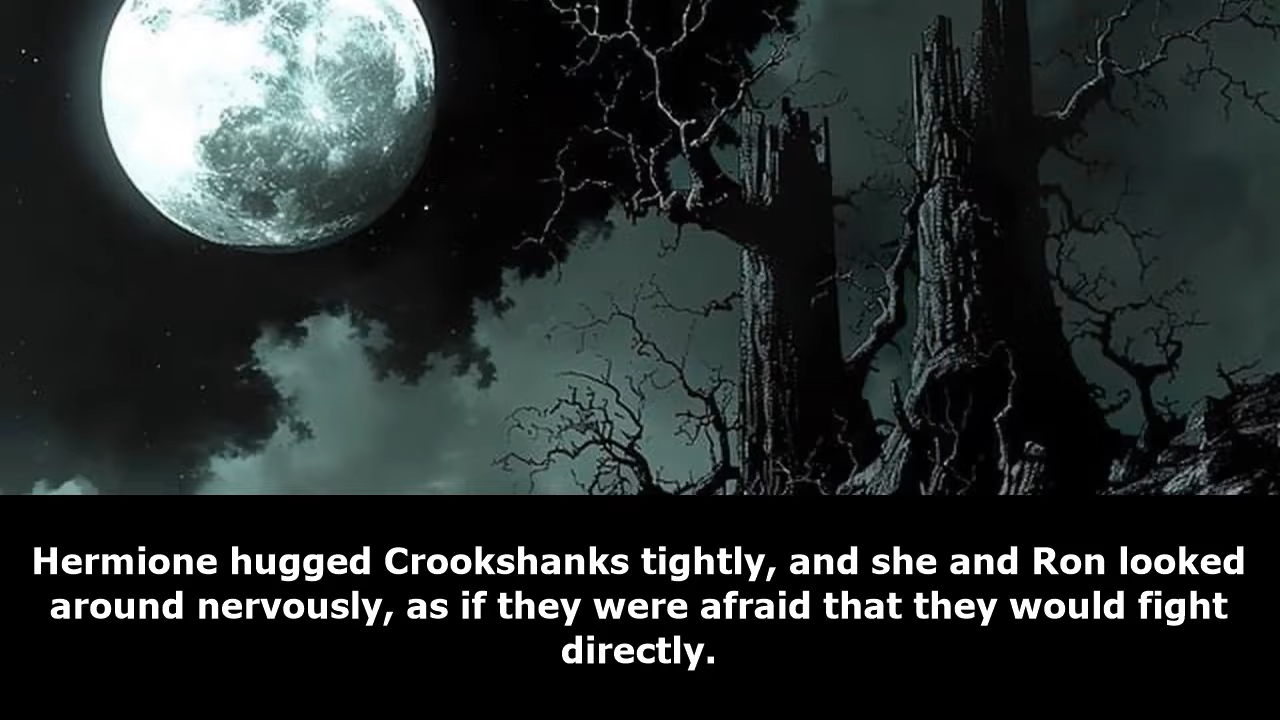 Hermione hugged Crookshanks tightly, and she and Ron looked
around nervously, as if they were afraid that they would fight
directly.